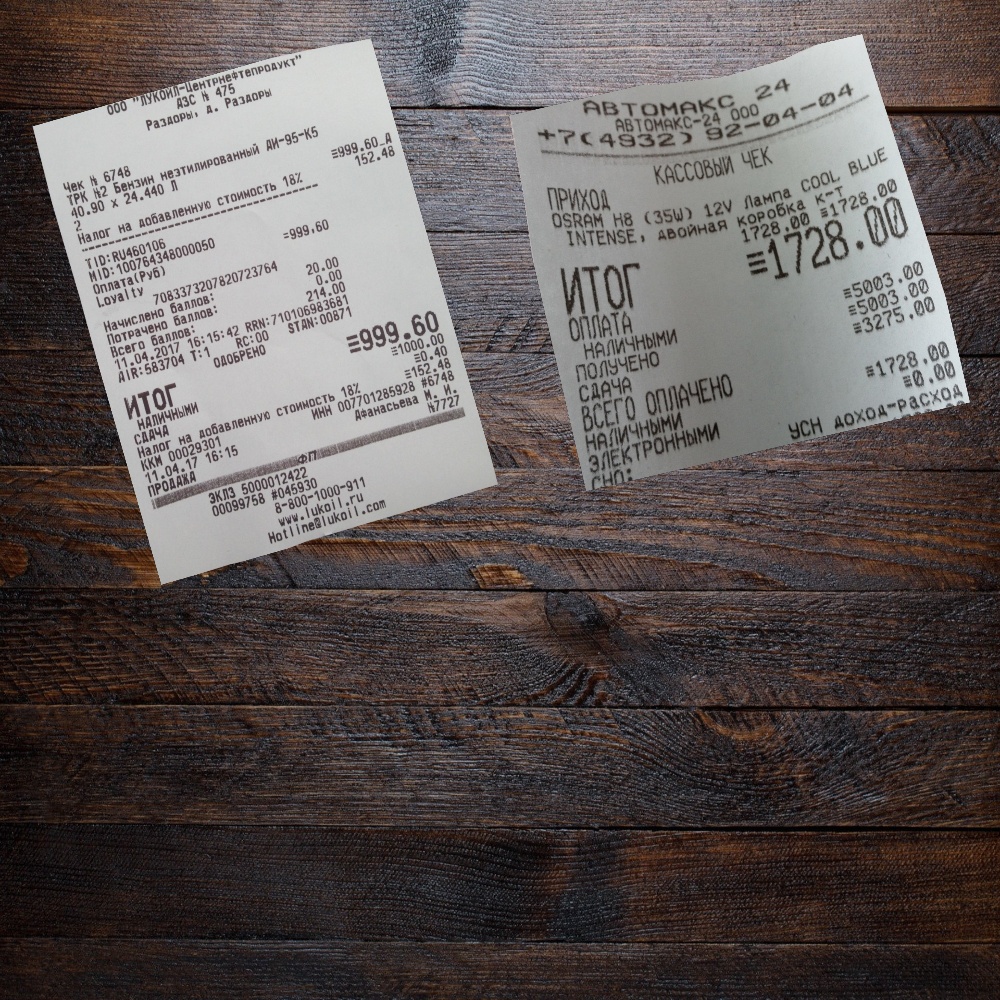 ООО "ЛУКОЙЛ-Центрнефтепродукт"
АЗС № 475
Раздоры, д. Раздоры
Чек № 6748
ТРК №2 Бензин неэтилированный АИ-95-К5
40.90 x 24.440 Л ≡999.60_А
2 152.48
Налог на добавленную стоимость 18%
TID:RU460106
MID:10076434800050
Оплата(Руб) =999.60
Loyalty
7083373207820723764
Начислено баллов: 20.00
Потрачено баллов: 0.00
Всего баллов: 214.00
11.04.2017 16:15:42 RRN:710106983681
AIR:583704 T:1 RC:00 STAN:00871
ОДОБРЕНО
ИТОГ ≡999.60
НАЛИЧНЫМИ ≡1000.00
СДАЧА ≡0.40
Налог на добавленную стоимость 18% ≡152.48
ККМ 00029301 ИНН 007701285928 #6748
11.04.17 16:15 Афанасьева М. И.
ПРОДАЖА №7727
ФП
ЭКЛЗ 5000012422
00099758 #045930
8-800-1000-911
www.lukoil.ru
Hotline@lukoil.com
АВТОМАКС 24
АВТОМАКС-24 ООО
+7(4932) 92-04-04
КАССОВЫЙ ЧЕК
ПРИХОД
OSRAM H8 (35W) 12V Лампа COOL BLUE
INTENSE, двойная коробка к-т
1728.00 ≡1728.00
ИТОГ ≡1728.00
ОПЛАТА
НАЛИЧНЫМИ ≡5003.00
ПОЛУЧЕНО ≡5003.00
СДАЧА ≡3275.00
ВСЕГО ОПЛАЧЕНО
НАЛИЧНЫМИ ≡1728.00
ЭЛЕКТРОННЫМИ ≡0.00
СНО: УСН ДОХОД-РАСХОД